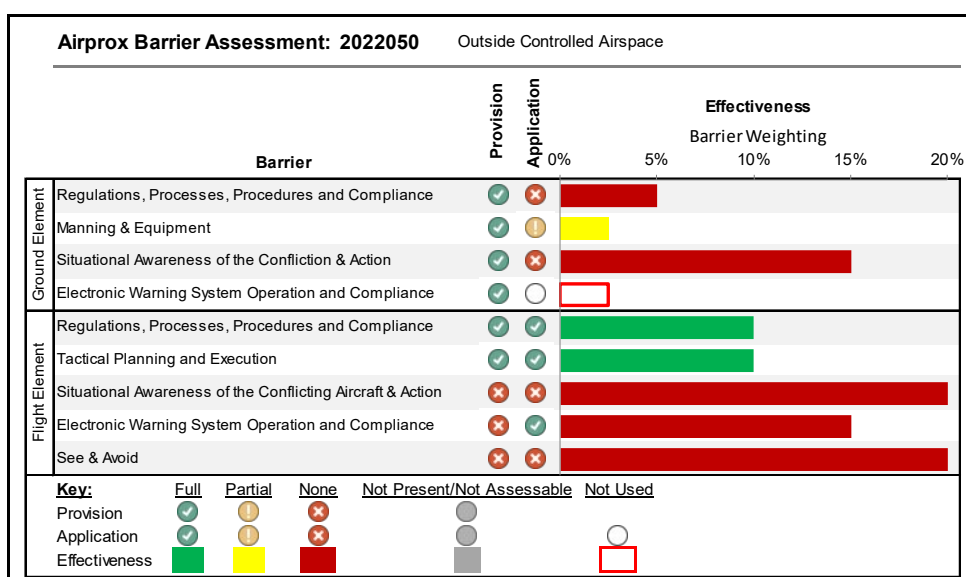 Airprox Barrier Assessment: 2022050 Outside Controlled Airspace
Barrier
Provision
Application
Effectiveness
Barrier Weighting
0% 5% 10% 15% 20%
Ground Element
Regulations, Processes, Procedures and Compliance
Manning & Equipment
Situational Awareness of the Confliction & Action
Electronic Warning System Operation and Compliance
Flight Element
Regulations, Processes, Procedures and Compliance
Tactical Planning and Execution
Situational Awareness of the Conflicting Aircraft & Action
Electronic Warning System Operation and Compliance
See & Avoid
Key: Full Partial None Not Present/Not Assessable Not Used
Provision
Application
Effectiveness